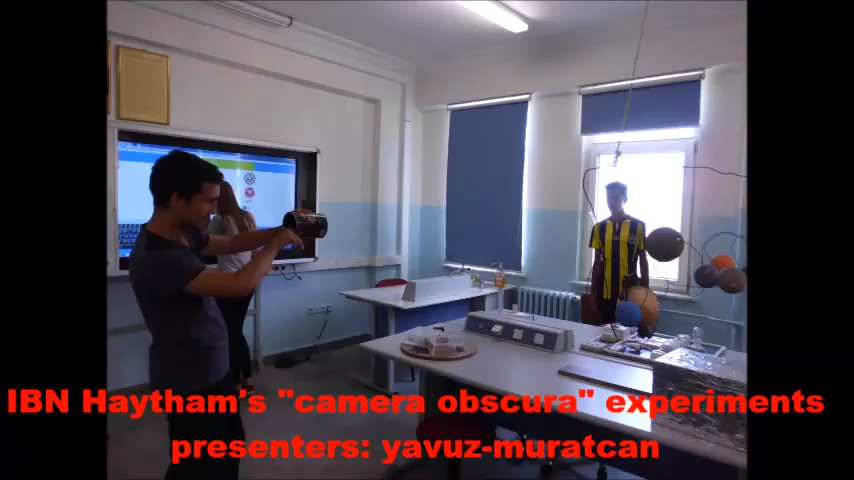 IBN Haytham's "camera obscura" experiments
presenters: yavuz-muratcan